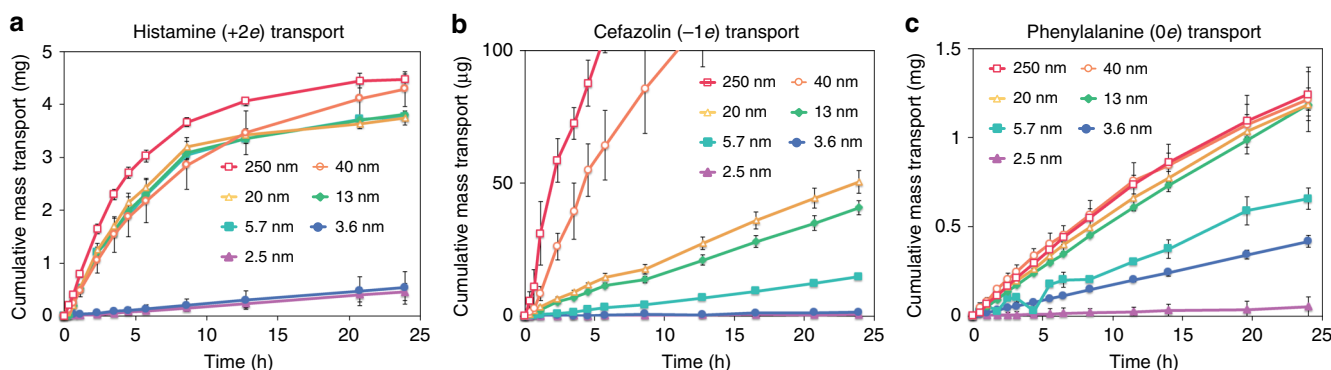 a
Histamine (+2e) transport
Cumulative mass transport (mg)
5
4
3
2
1
0
250 nm
40 nm
20 nm
13 nm
5.7 nm
3.6 nm
2.5 nm
0 5 10 15 20 25
Time (h)
b
Cefazolin (–1e) transport
Cumulative mass transport (µg)
100
50
0
250 nm
40 nm
20 nm
13 nm
5.7 nm
3.6 nm
2.5 nm
0 5 10 15 20 25
Time (h)
c
Phenylalanine (0e) transport
Cumulative mass transport (mg)
1.5
1
0.5
0
250 nm
40 nm
20 nm
13 nm
5.7 nm
3.6 nm
2.5 nm
0 5 10 15 20 25
Time (h)